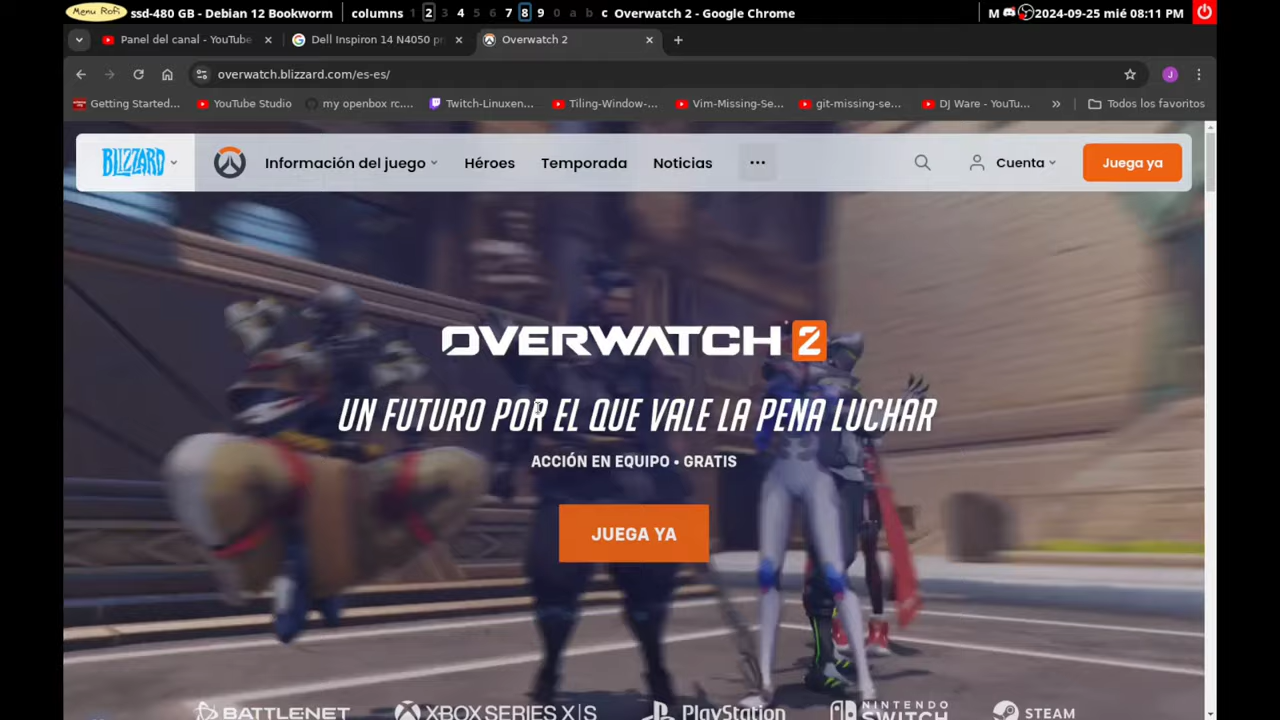 Menu Rofi ssd-480 GB - Debian 12 Bookworm columns 1 2 3 4 5 6 7 8 9 0 a b c Overwatch 2 - Google Chrome M 2024-09-25 mié 08:11 PM
Panel del canal - YouTube Dell Inspiron 14 N4050 pr Overwatch 2
overwatch.blizzard.com/es-es/ J
Getting Started... YouTube Studio my openbox rc.... Twitch-Linuxen... Tiling-Window-... Vim-Missing-Se... git-missing-se... DJ Ware - YouTu... » Todos los favoritos
BLIZZARD Información del juego Héroes Temporada Noticias ••• Cuenta Juega ya
OVERWATCH 2
UN FUTURO POR EL QUE VALE LA PENA LUCHAR
ACCIÓN EN EQUIPO • GRATIS
JUEGA YA
BATTLE.NET XBOX SERIES X|S PlayStation NINTENDO SWITCH STEAM